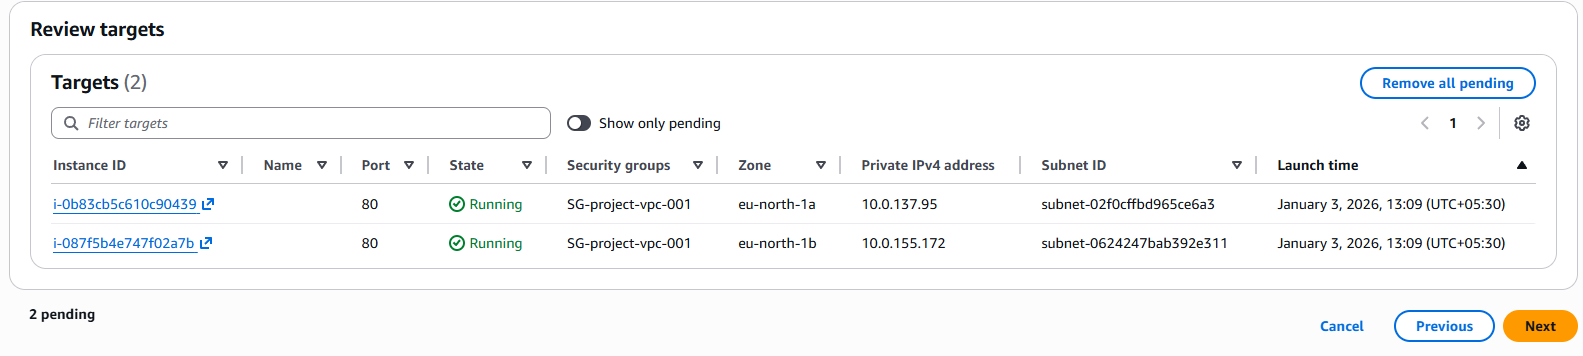 Review targets
Targets (2)
Remove all pending
Filter targets
Show only pending
1
Instance ID Name Port State Security groups Zone Private IPv4 address Subnet ID Launch time
i-0b83cb5c610c90439 80 Running SG-project-vpc-001 eu-north-1a 10.0.137.95 subnet-02f0cffbd965ce6a3 January 3, 2026, 13:09 (UTC+05:30)
i-087f5b4e747f02a7b 80 Running SG-project-vpc-001 eu-north-1b 10.0.155.172 subnet-0624247bab392e311 January 3, 2026, 13:09 (UTC+05:30)
2 pending
Cancel Previous Next